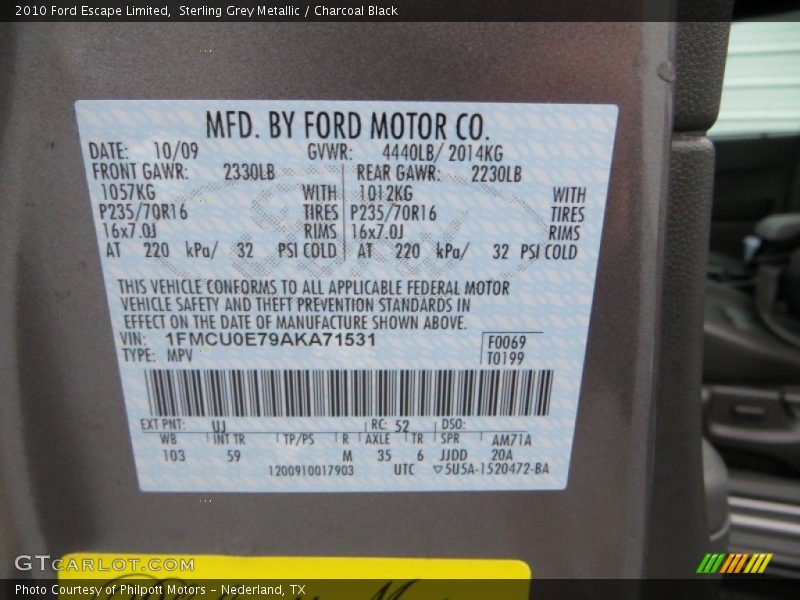 2010 Ford Escape Limited,  Sterling Grey Metallic / Charcoal Black
MFD. BY FORD MOTOR CO.
DATE: 10/09 GVWR: 4440LB/ 2014KG
FRONT GAWR: 2330LB REAR GAWR: 2230LB
1057KG WITH 1012KG WITH
P235/70R16 TIRES P235/70R16 TIRES
16x7.0J RIMS 16x7.0J RIMS
AT 220 kPa/ 32 PSI COLD AT 220 kPa/ 32 PSI COLD
THIS VEHICLE CONFORMS TO ALL APPLICABLE FEDERAL MOTOR
VEHICLE SAFETY AND THEFT PREVENTION STANDARDS IN
EFFECT ON THE DATE OF MANUFACTURE SHOWN ABOVE.
VIN: 1FMCU0E79AKA71531 F0069
TYPE: MPV T0199
EXT PNT: UJ RC: 52 DSO:
WB INT TR TP/PS R AXLE TR SPR AM71A
103 59 M 35 6 JJDD 20A
1200910017903 UTC ▽5U5A-1520472-BA
GTCARLOT.COM
Photo Courtesy of Philpott Motors - Nederland, TX